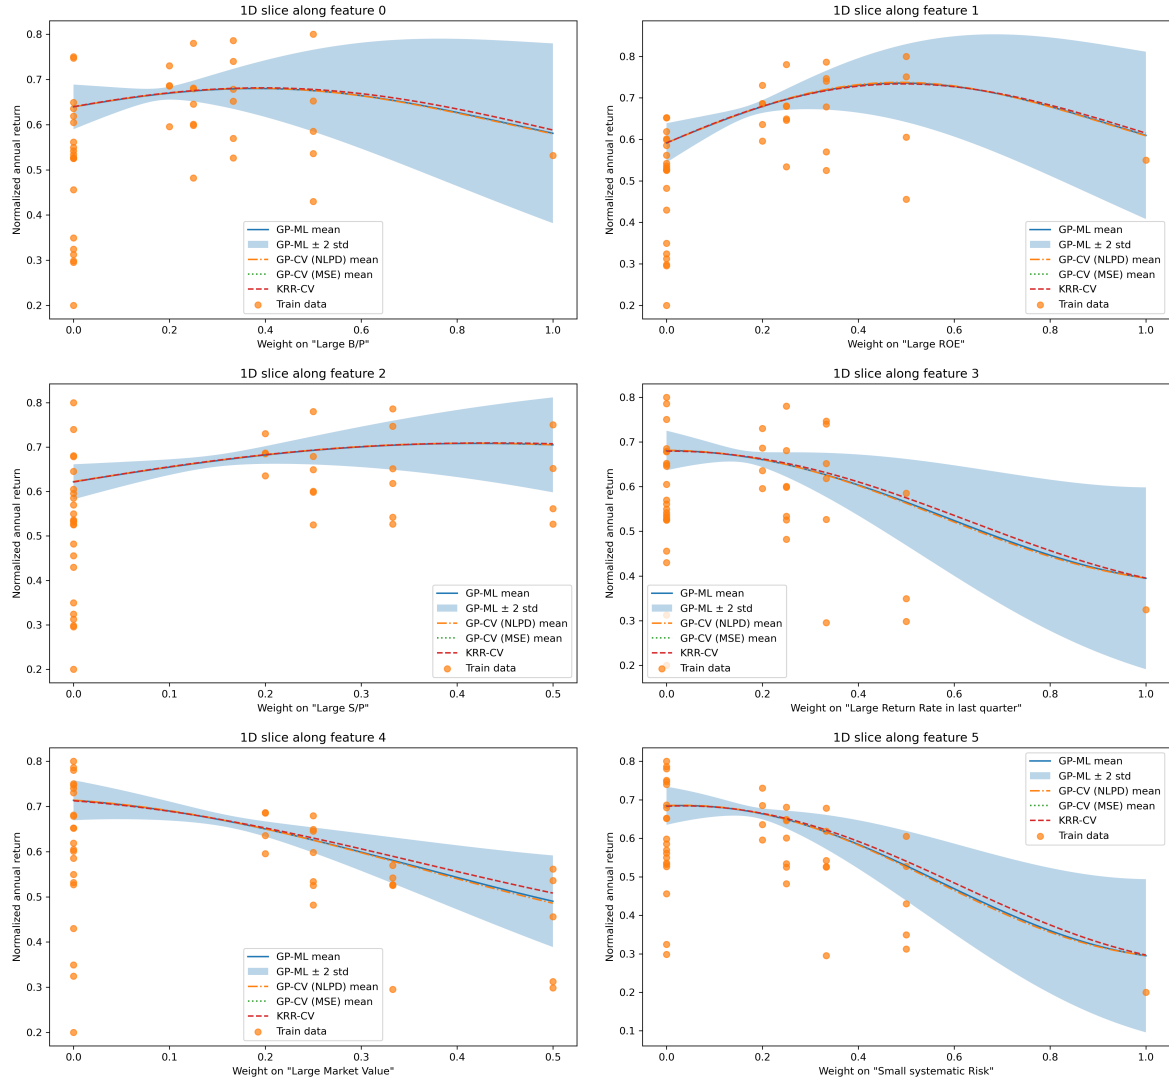 1D slice along feature 0
Normalized annual return
0.8
0.7
0.6
0.5
0.4
0.3
0.2
GP-ML mean
GP-ML ± 2 std
GP-CV (NLPD) mean
GP-CV (MSE) mean
KRR-CV
Train data
0.0 0.2 0.4 0.6 0.8 1.0
Weight on "Large B/P"
1D slice along feature 1
Normalized annual return
0.8
0.7
0.6
0.5
0.4
0.3
0.2
GP-ML mean
GP-ML ± 2 std
GP-CV (NLPD) mean
GP-CV (MSE) mean
KRR-CV
Train data
0.0 0.2 0.4 0.6 0.8 1.0
Weight on "Large ROE"
1D slice along feature 2
Normalized annual return
0.8
0.7
0.6
0.5
0.4
0.3
0.2
GP-ML mean
GP-ML ± 2 std
GP-CV (NLPD) mean
GP-CV (MSE) mean
KRR-CV
Train data
0.0 0.1 0.2 0.3 0.4 0.5
Weight on "Large S/P"
1D slice along feature 3
Normalized annual return
0.8
0.7
0.6
0.5
0.4
0.3
0.2
GP-ML mean
GP-ML ± 2 std
GP-CV (NLPD) mean
GP-CV (MSE) mean
KRR-CV
Train data
0.0 0.2 0.4 0.6 0.8 1.0
Weight on "Large Return Rate in last quarter"
1D slice along feature 4
Normalized annual return
0.8
0.7
0.6
0.5
0.4
0.3
0.2
GP-ML mean
GP-ML ± 2 std
GP-CV (NLPD) mean
GP-CV (MSE) mean
KRR-CV
Train data
0.0 0.1 0.2 0.3 0.4 0.5
Weight on "Large Market Value"
1D slice along feature 5
Normalized annual return
0.8
0.7
0.6
0.5
0.4
0.3
0.2
0.1
GP-ML mean
GP-ML ± 2 std
GP-CV (NLPD) mean
GP-CV (MSE) mean
KRR-CV
Train data
0.0 0.2 0.4 0.6 0.8 1.0
Weight on "Small systematic Risk"